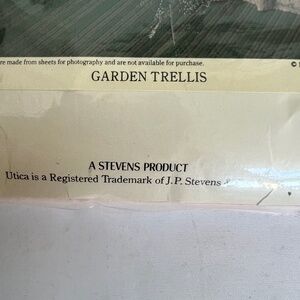 re made from sheets for photography and are not available for purchase.
©
GARDEN TRELLIS
A STEVENS PRODUCT
Utica is a Registered Trademark of J.P. Stevens &